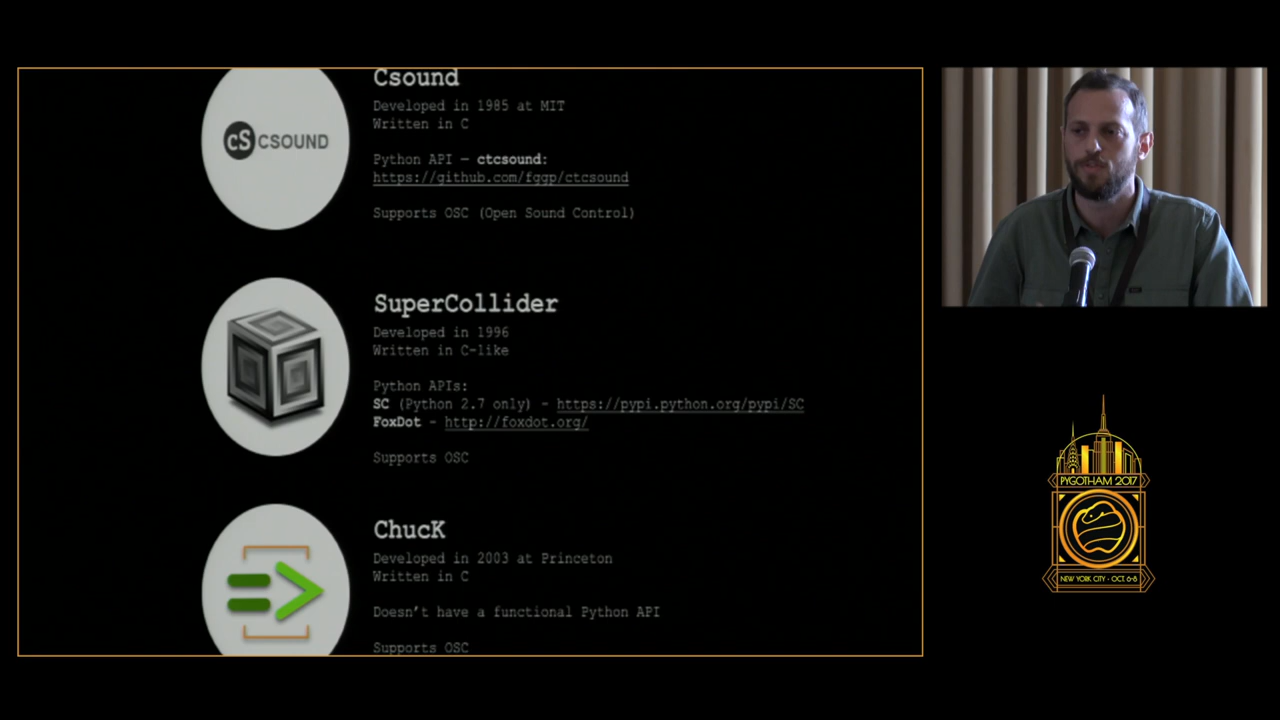 Csound
Developed in 1985 at MIT
Written in C
Python API – ctcsound:
https://github.com/fggp/ctcsound
Supports OSC (Open Sound Control)
cS CSOUND
SuperCollider
Developed in 1996
Written in C-like
Python APIs:
SC (Python 2.7 only) – https://pypi.python.org/pypi/SC
FoxDot – http://foxdot.org/
Supports OSC
ChucK
Developed in 2003 at Princeton
Written in C
Doesn't have a functional Python API
Supports OSC
PYGOTHAM 2017
NEW YORK CITY - OCT. 6-8